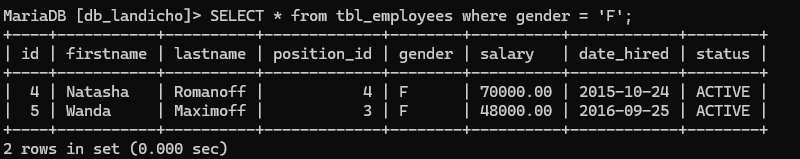 MariaDB [db_landicho]> SELECT * from tbl_employees where gender = 'F';
+----+-----------+----------+-------------+--------+----------+------------+--------+
| id | firstname | lastname | position_id | gender | salary   | date_hired | status |
+----+-----------+----------+-------------+--------+----------+------------+--------+
|  4 | Natasha   | Romanoff |           4 | F      | 70000.00 | 2015-10-24 | ACTIVE |
|  5 | Wanda     | Maximoff |           3 | F      | 48000.00 | 2016-09-25 | ACTIVE |
+----+-----------+----------+-------------+--------+----------+------------+--------+
2 rows in set (0.000 sec)